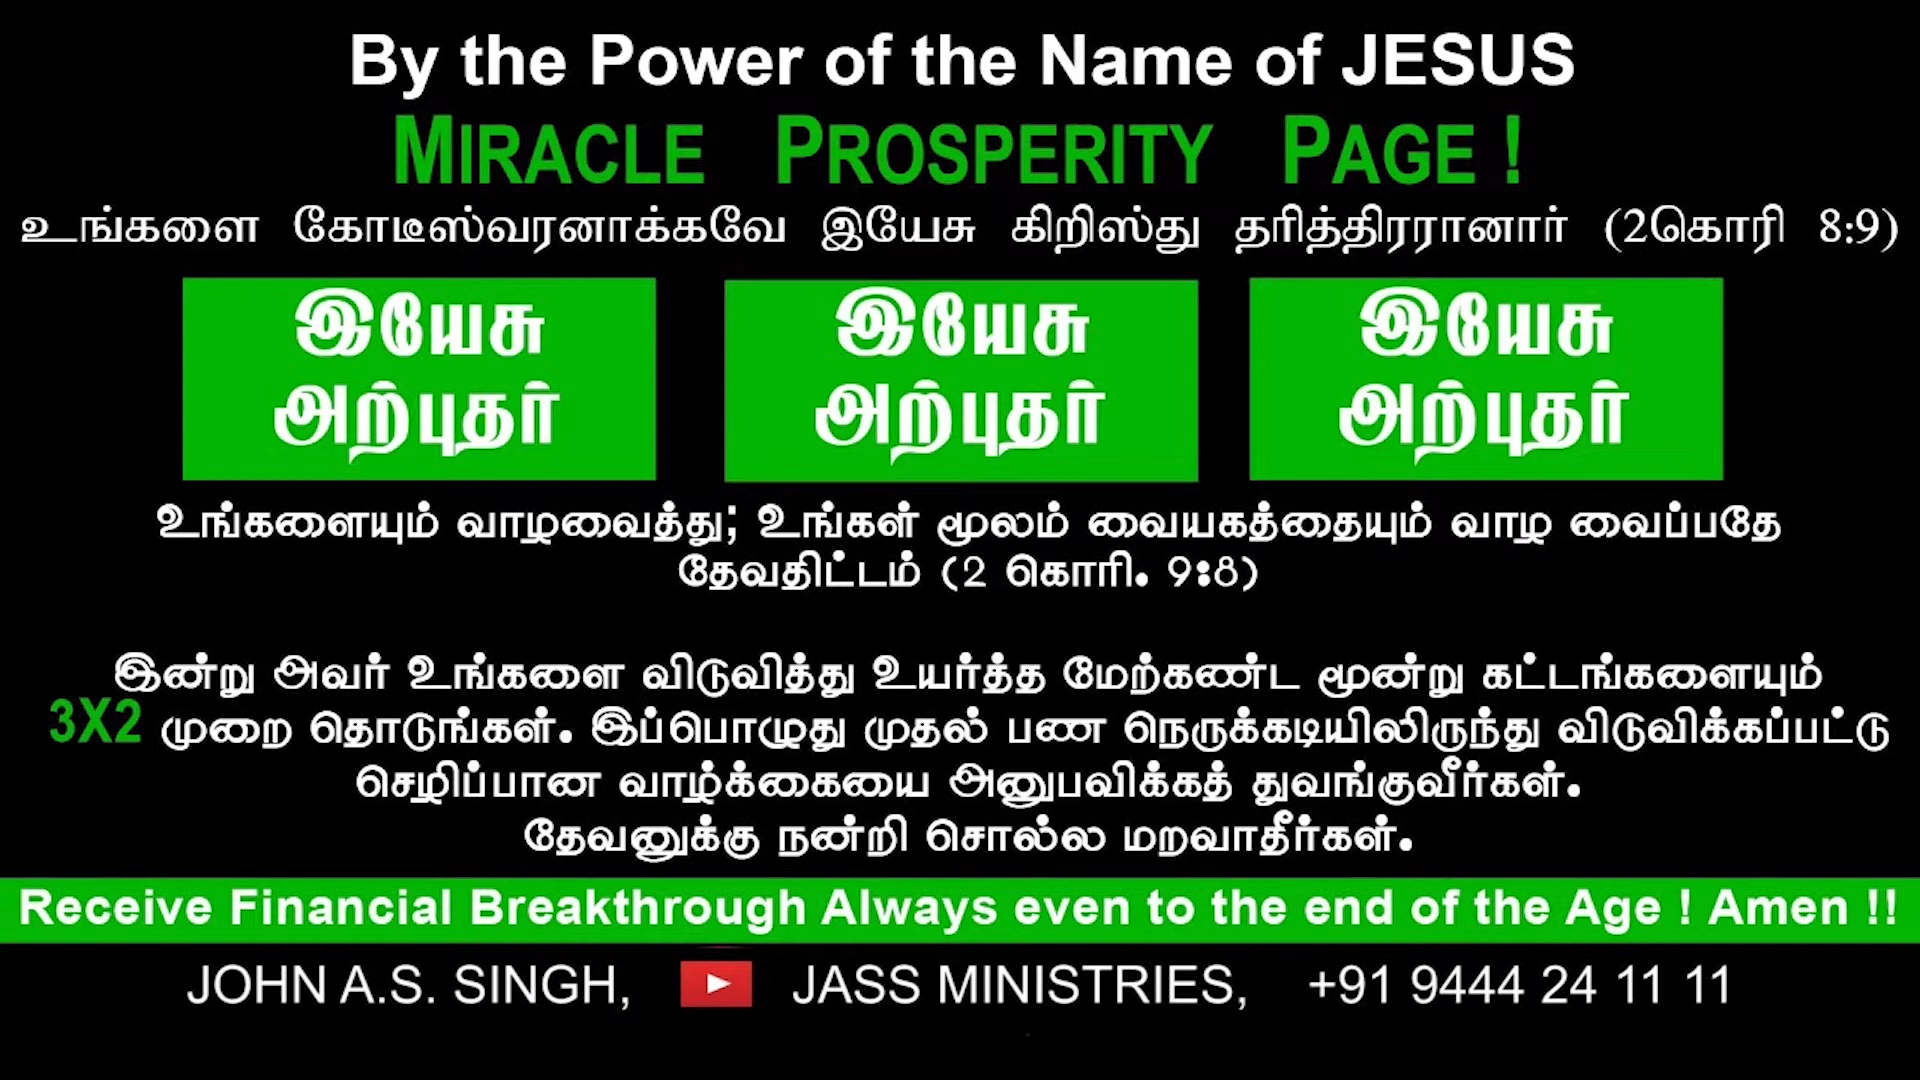 By the Power of the Name of JESUS
MIRACLE PROSPERITY PAGE !
உங்களை கோடீஸ்வரனாக்கவே இயேசு கிறிஸ்து தரித்திரரானார் (2கொரி 8:9)
இயேசு அற்புதர்
இயேசு அற்புதர்
இயேசு அற்புதர்
உங்களையும் வாழவைத்து; உங்கள் மூலம் வையகத்தையும் வாழ வைப்பதே
தேவதிட்டம் (2 கொரி. 9:8)
இன்று அவர் உங்களை விடுவித்து உயர்த்த மேற்கண்ட மூன்று கட்டங்களையும்
3X2 முறை தொடுங்கள். இப்பொழுது முதல் பண நெருக்கடியிலிருந்து விடுவிக்கப்பட்டு
செழிப்பான வாழ்க்கையை அனுபவிக்கத் துவங்குவீர்கள்.
தேவனுக்கு நன்றி சொல்ல மறவாதீர்கள்.
Receive Financial Breakthrough Always even to the end of the Age ! Amen !!
JOHN A.S. SINGH, JASS MINISTRIES, +91 9444 24 11 11